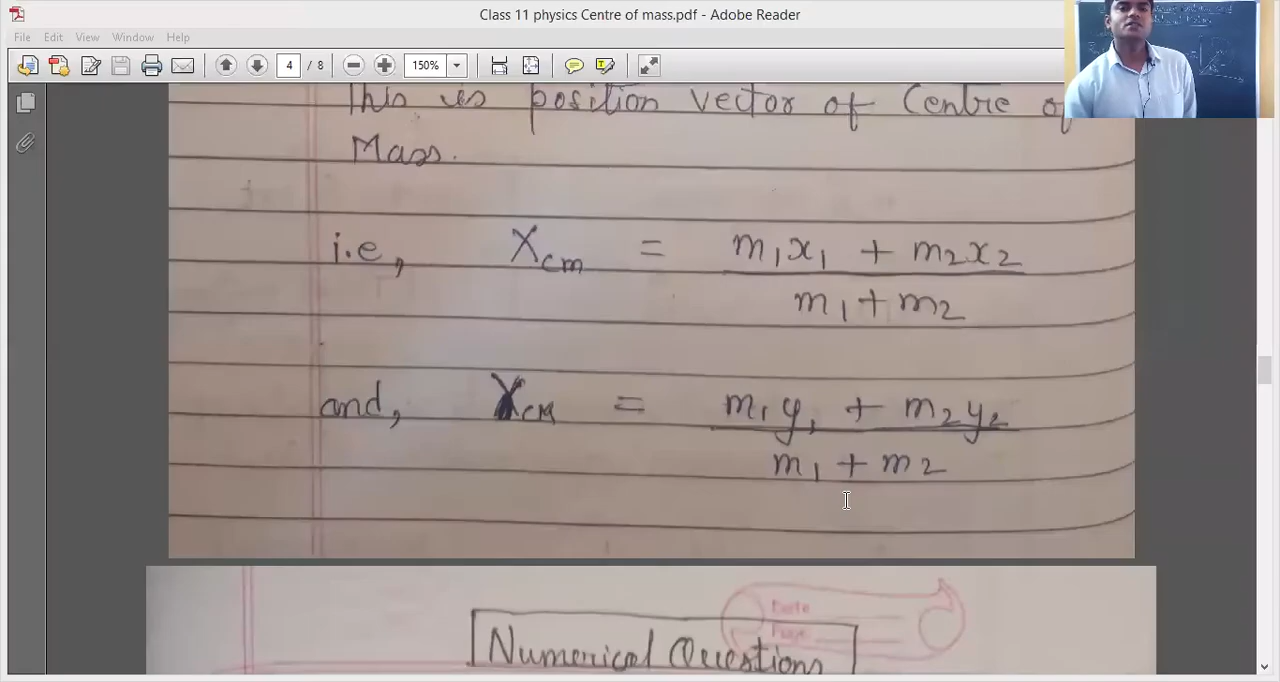 Class 11 physics Centre of mass.pdf - Adobe Reader
File Edit View Window Help
4 / 8 150%
This is position vector of Centre of
Mass.
i.e, Xcm = m1x1 + m2x2
m1 + m2
and, Ycm = m1y1 + m2y2
m1 + m2
Date
Page
Numerical Questions